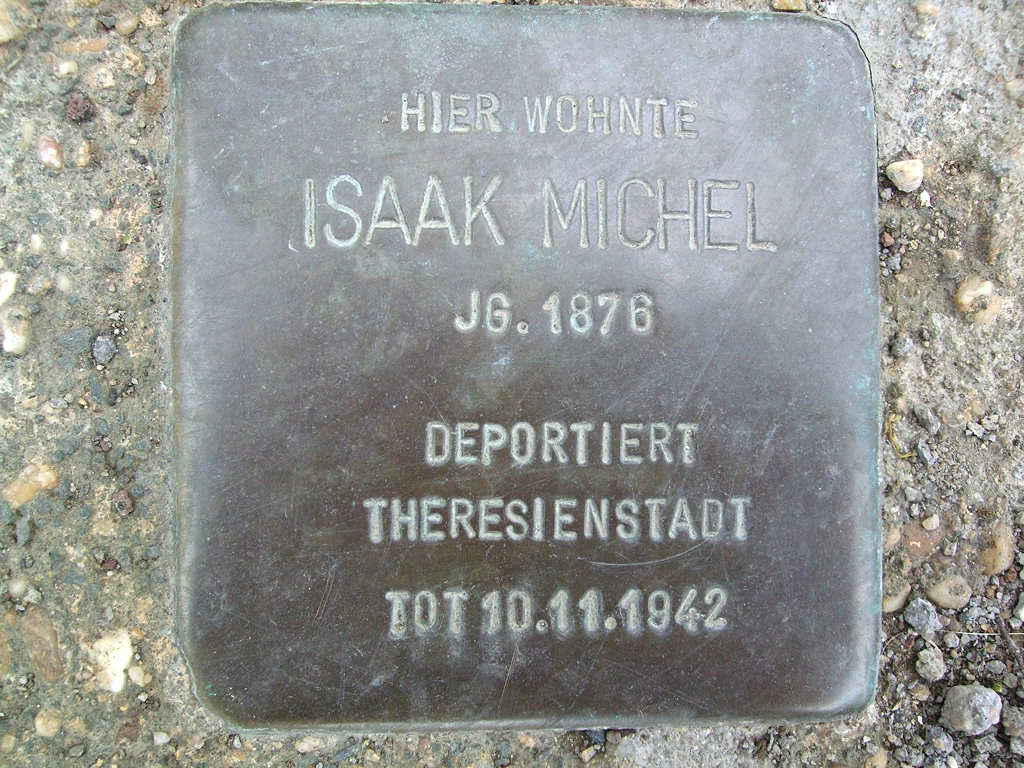 HIER WOHNTE
ISAAK MICHEL
JG. 1876
DEPORTIERT
THERESIENSTADT
TOT 10.11.1942